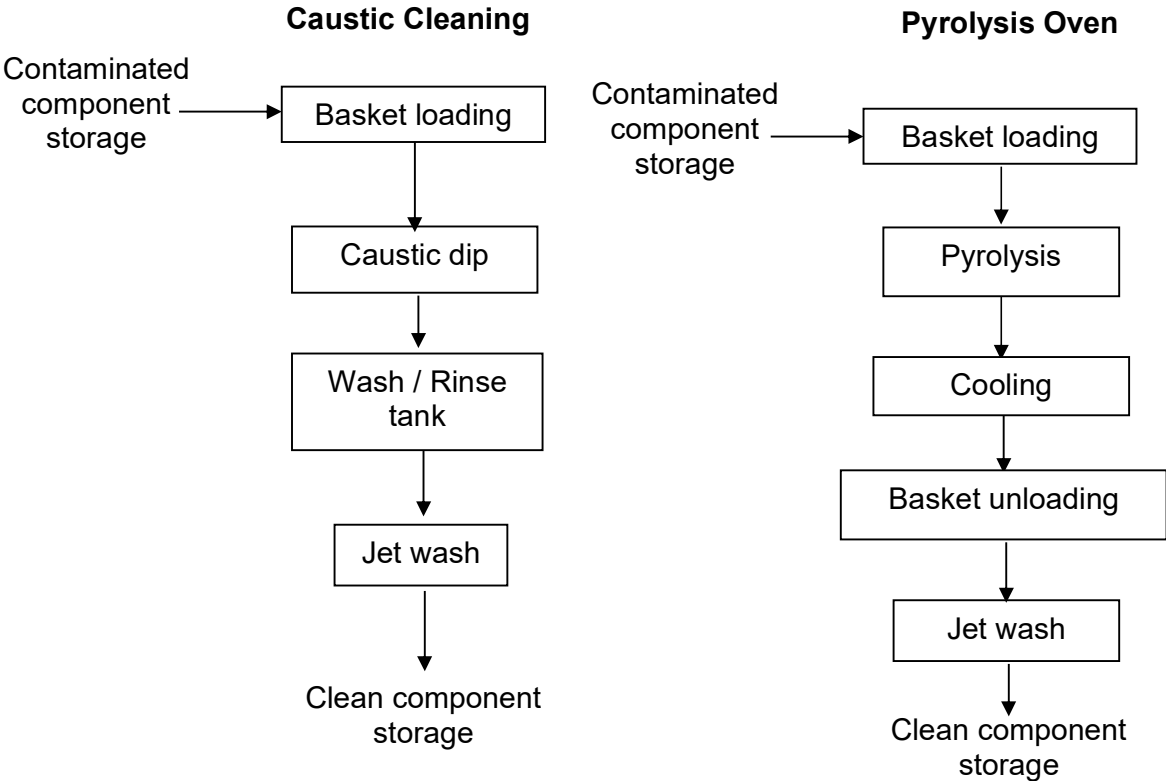 Caustic Cleaning
Contaminated
component
storage
Basket loading
Caustic dip
Wash / Rinse
tank
Jet wash
Clean component
storage
Pyrolysis Oven
Contaminated
component
storage
Basket loading
Pyrolysis
Cooling
Basket unloading
Jet wash
Clean component
storage